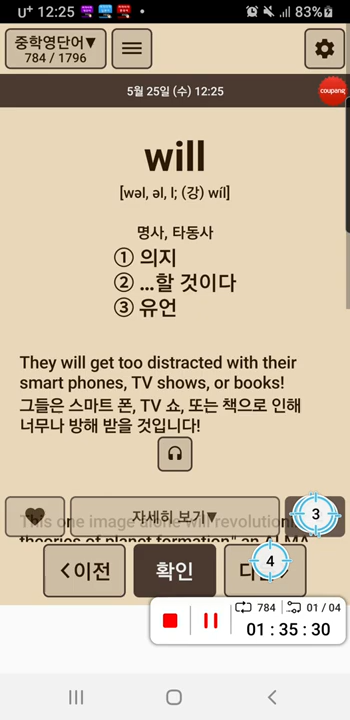 U+ 12:25 83%
중학영단어▼
784 / 1796
5월 25일 (수) 12:25
coupang
will
[wəl, əl, l; (강) wíl]
명사, 타동사
① 의지
② ...할 것이다
③ 유언
They will get too distracted with their
smart phones, TV shows, or books!
그들은 스마트 폰, TV 쇼, 또는 책으로 인해
너무나 방해 받을 것입니다!
자세히 보기▼
3
This one image alone will revolution
theories of planet formation" an ALMA
<이전
확인
4
784
01 / 04
01 : 35 : 30